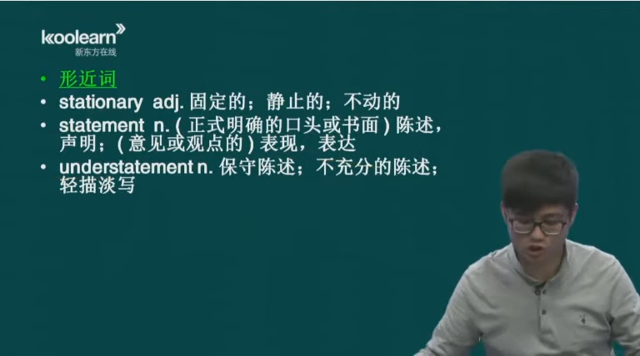 koolearn
新东方在线
形近词
stationary adj. 固定的；静止的；不动的
statement n. ( 正式明确的口头或书面 ) 陈述，
声明；( 意见或观点的 ) 表现，表达
understatement n. 保守陈述；不充分的陈述；
轻描淡写